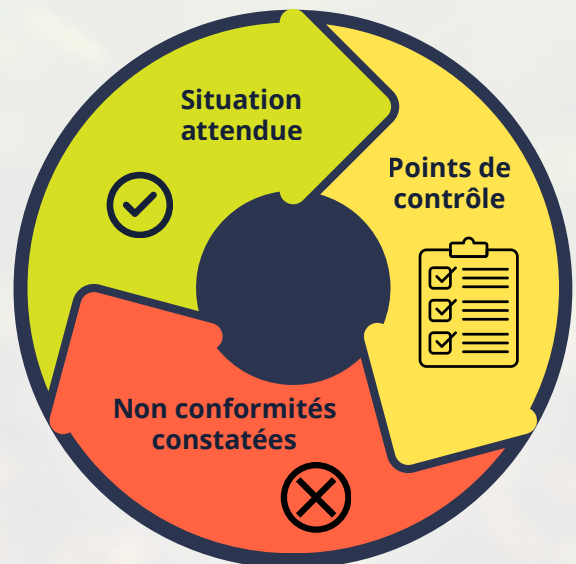 Situation
attendue
Points de
contrôle
Non conformités
constatées